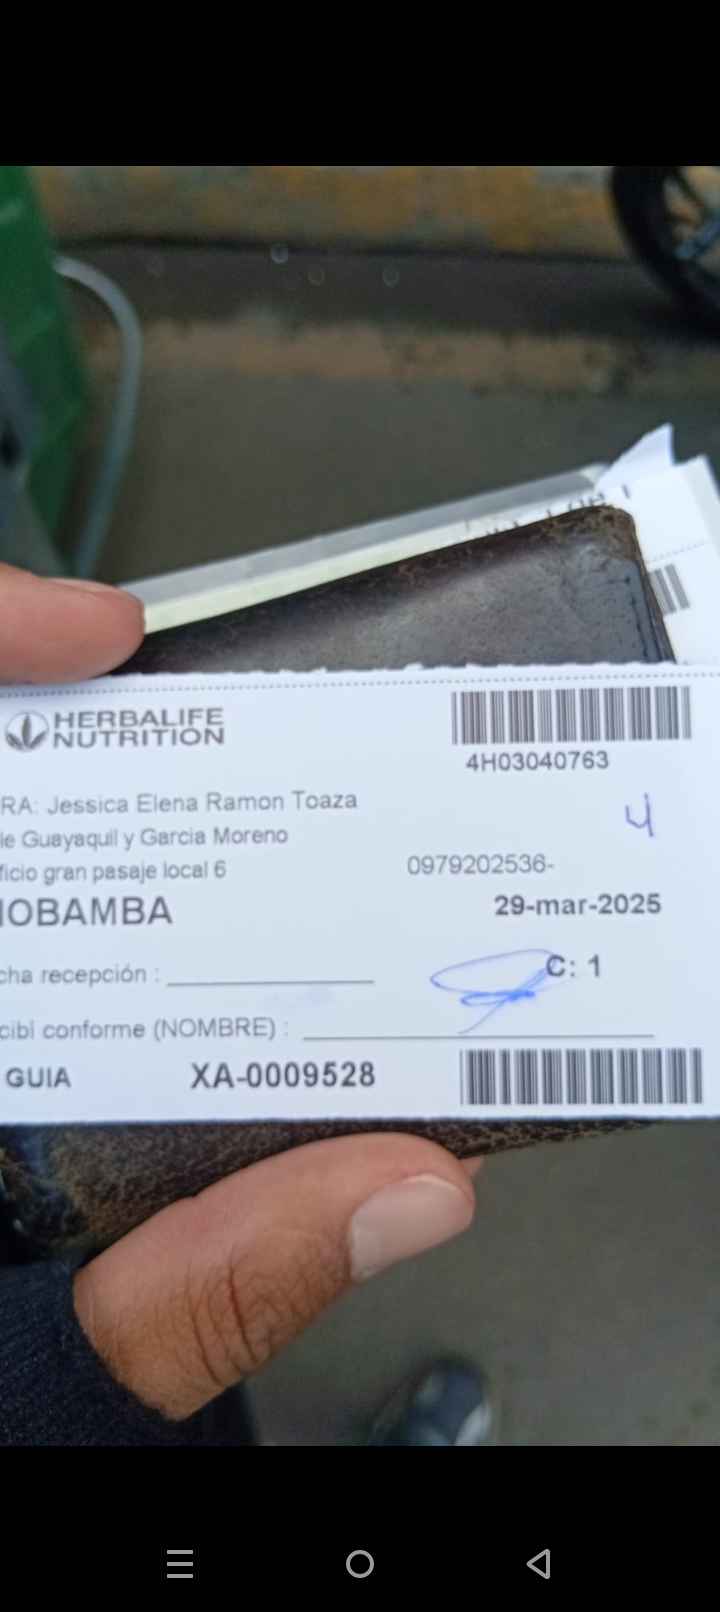 HERBALIFE
NUTRITION
4H03040763
RA: Jessica Elena Ramon Toaza
4
le Guayaquil y Garcia Moreno
ficio gran pasaje local 6
0979202536-
IOBAMBA
29-mar-2025
cha recepción :
C: 1
cibí conforme (NOMBRE) :
GUIA
XA-0009528